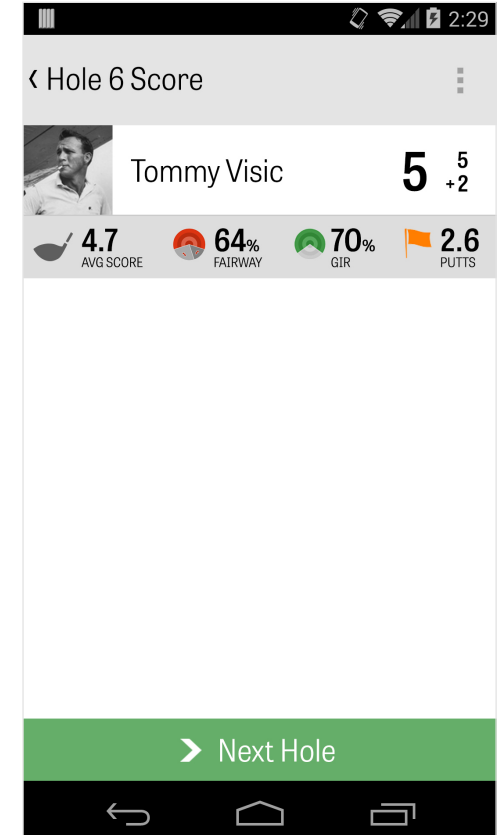 2:29
‹ Hole 6 Score
Tommy Visic 5 5
+2
4.7 64% 70% 2.6
AVG SCORE FAIRWAY GIR PUTTS
Next Hole